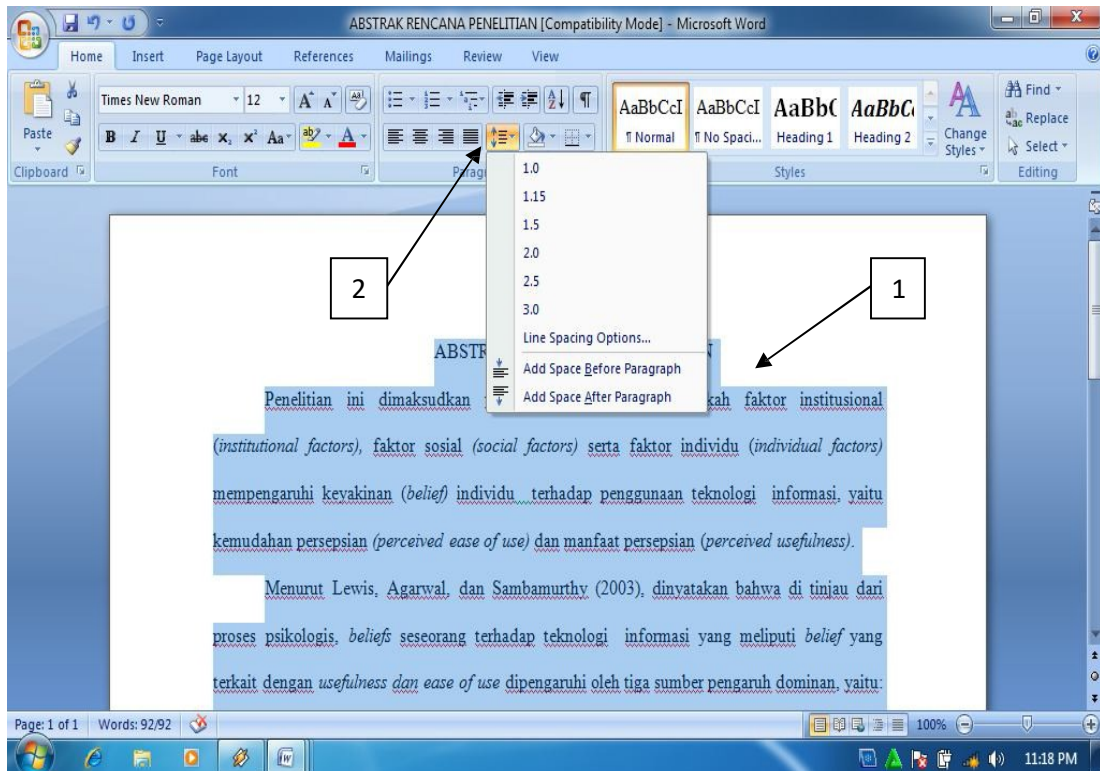 ABSTRAK RENCANA PENELITIAN [Compatibility Mode] - Microsoft Word
Home Insert Page Layout References Mailings Review View
Times New Roman 12
Paste
B I U abc X₂ X² Aa ab A
AaBbCcI AaBbCcI AaBbC AaBbC
¶ Normal ¶ No Spaci... Heading 1 Heading 2
Change Styles
Find
Replace
Select
Clipboard Font Paragr Styles Editing
1.0
1.15
1.5
2.0
2.5
3.0
Line Spacing Options...
Add Space Before Paragraph
Add Space After Paragraph
2
1
ABSTR N
Penelitian ini dimaksudkan kah faktor institusional
(institutional factors), faktor sosial (social factors) serta faktor individu (individual factors)
mempengaruhi keyakinan (belief) individu terhadap penggunaan teknologi informasi, yaitu
kemudahan persepsian (perceived ease of use) dan manfaat persepsian (perceived usefulness).
Menurut Lewis, Agarwal, dan Sambamurthy (2003), dinyatakan bahwa di tinjau dari
proses psikologis, beliefs seseorang terhadap teknologi informasi yang meliputi belief yang
terkait dengan usefulness dan ease of use dipengaruhi oleh tiga sumber pengaruh dominan, yaitu:
Page: 1 of 1 Words: 92/92 100%
11:18 PM